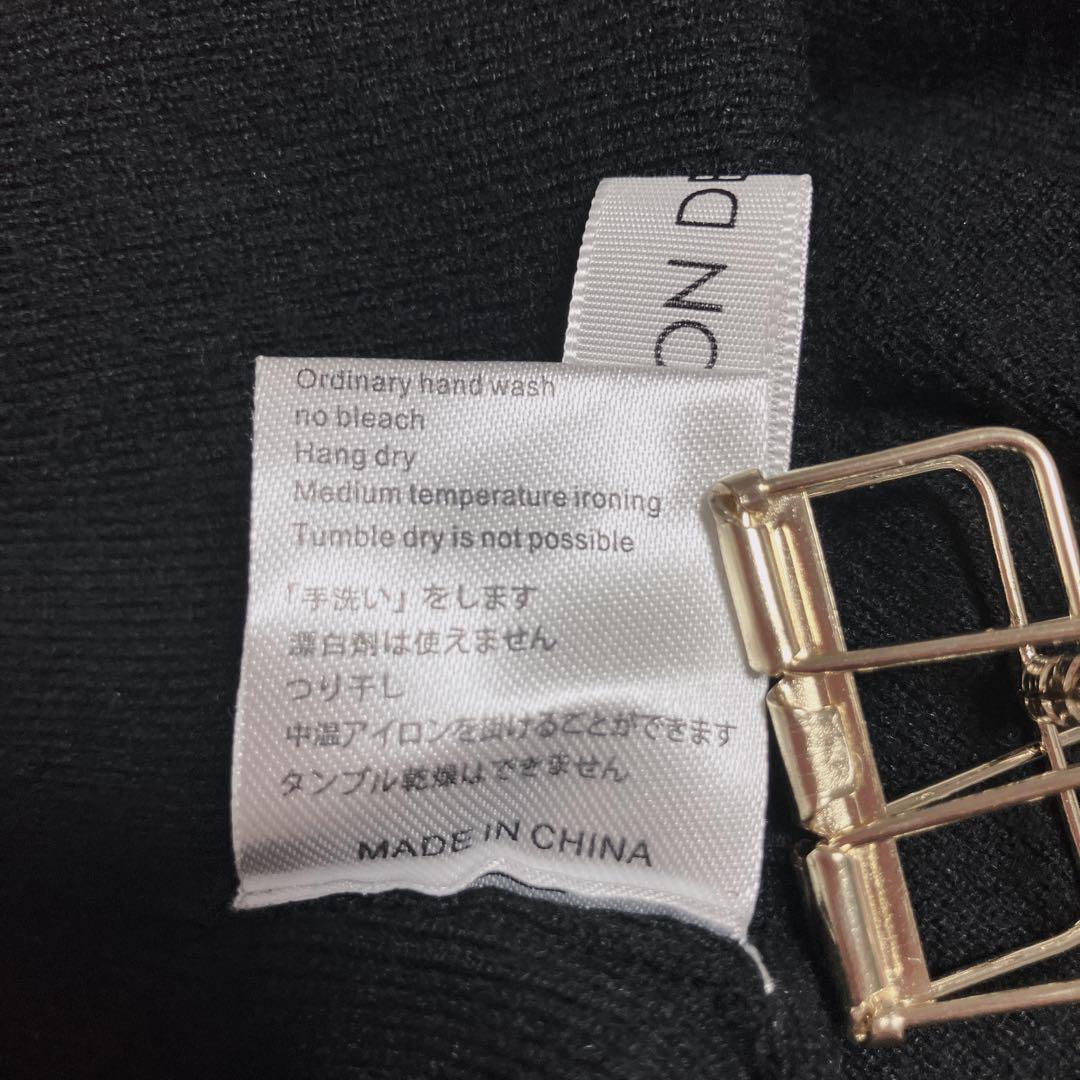 ON DE
Ordinary hand wash
no bleach
Hang dry
Medium temperature ironing
Tumble dry is not possible
「手洗い」をします
漂白剤は使えません
つり干し
中温アイロンを掛けることができます
タンブル乾燥はできません
MADE IN CHINA